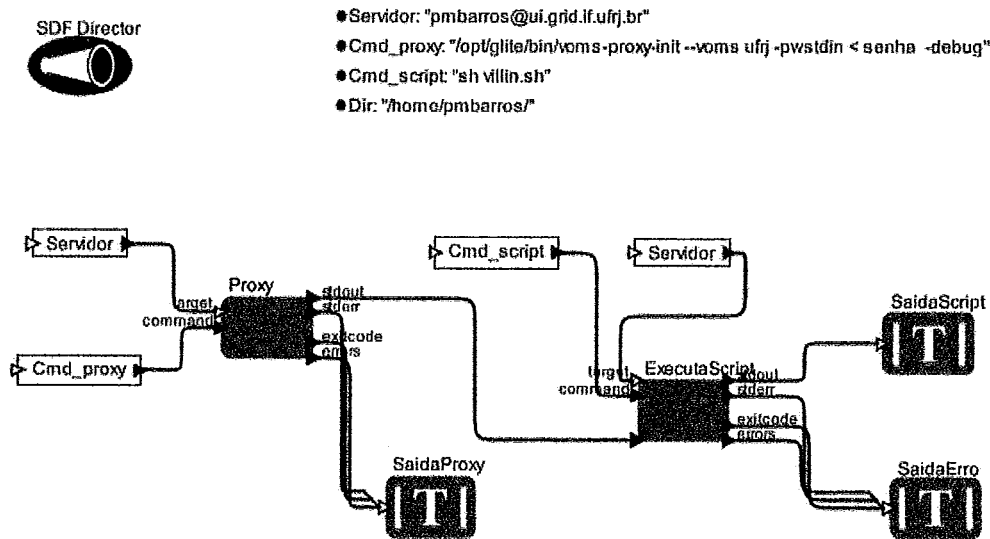 SDF Director
Servidor: "pmbarros@ui.grid.if.ufrj.br"
Cmd_proxy: "/opt/glite/bin/voms-proxy-init --voms ufrj -pwstdin < senha -debug"
Cmd_script: "sh villin.sh"
Dir: "/home/pmbarros/"
Servidor
Cmd_script
Servidor
Proxy
stdout
stderr
arget
command
exitcode
errors
SaidaScript
T
Cmd_proxy
ExecutaScript
target
command
stdout
stderr
exitcode
errors
SaidaProxy
T
SaidaErro
T